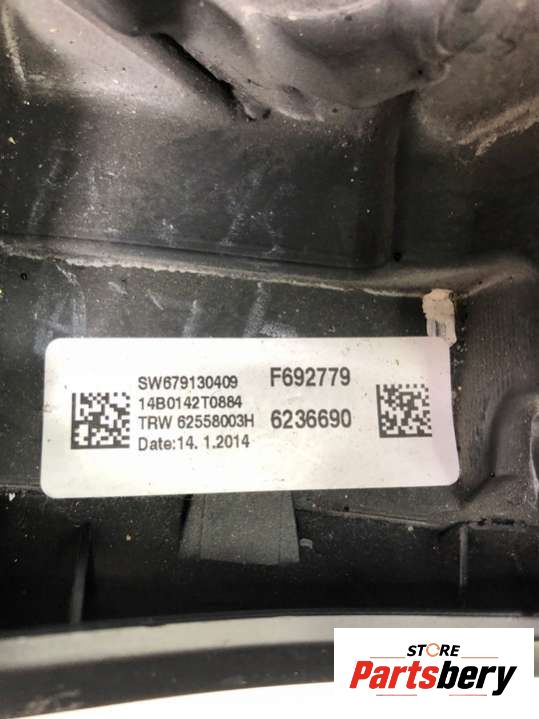 SW679130409
14B0142T0884
TRW 62558003H
Date:14. 1.2014
F692779
6236690
STORE
Partsbery